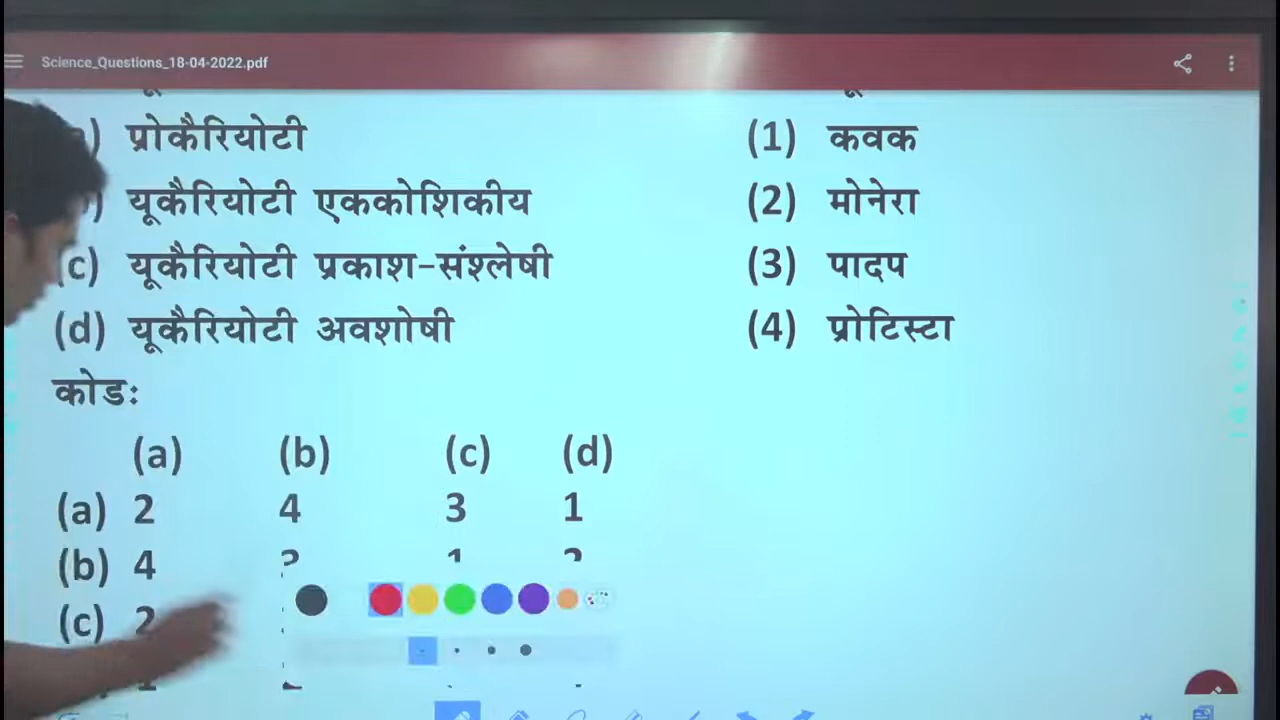 Science_Questions_18-04-2022.pdf
प्रोकैरियोटी (1) कवक
यूकैरियोटी एककोशिकीय (2) मोनेरा
(c) यूकैरियोटी प्रकाश-संश्लेषी (3) पादप
(d) यूकैरियोटी अवशोषी (4) प्रोटिस्टा
कोडः
(a) (b) (c) (d)
(a) 2 4 3 1
(b) 4
(c) 2